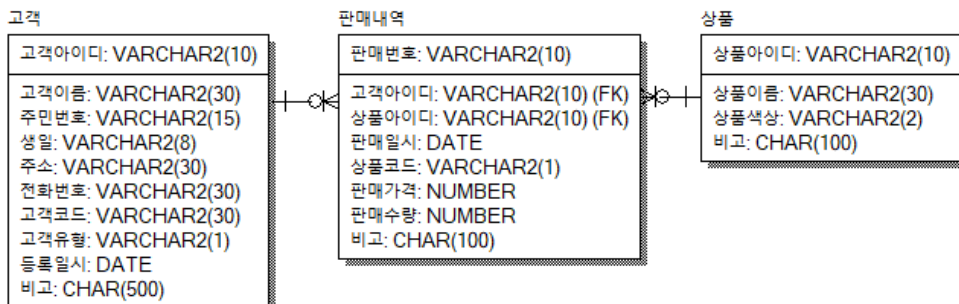 고객
고객아이디: VARCHAR2(10)
고객이름: VARCHAR2(30)
주민번호: VARCHAR2(15)
생일: VARCHAR2(8)
주소: VARCHAR2(30)
전화번호: VARCHAR2(30)
고객코드: VARCHAR2(30)
고객유형: VARCHAR2(1)
등록일시: DATE
비고: CHAR(500)
판매내역
판매번호: VARCHAR2(10)
고객아이디: VARCHAR2(10) (FK)
상품아이디: VARCHAR2(10) (FK)
판매일시: DATE
상품코드: VARCHAR2(1)
판매가격: NUMBER
판매수량: NUMBER
비고: CHAR(100)
상품
상품아이디: VARCHAR2(10)
상품이름: VARCHAR2(30)
상품색상: VARCHAR2(2)
비고: CHAR(100)